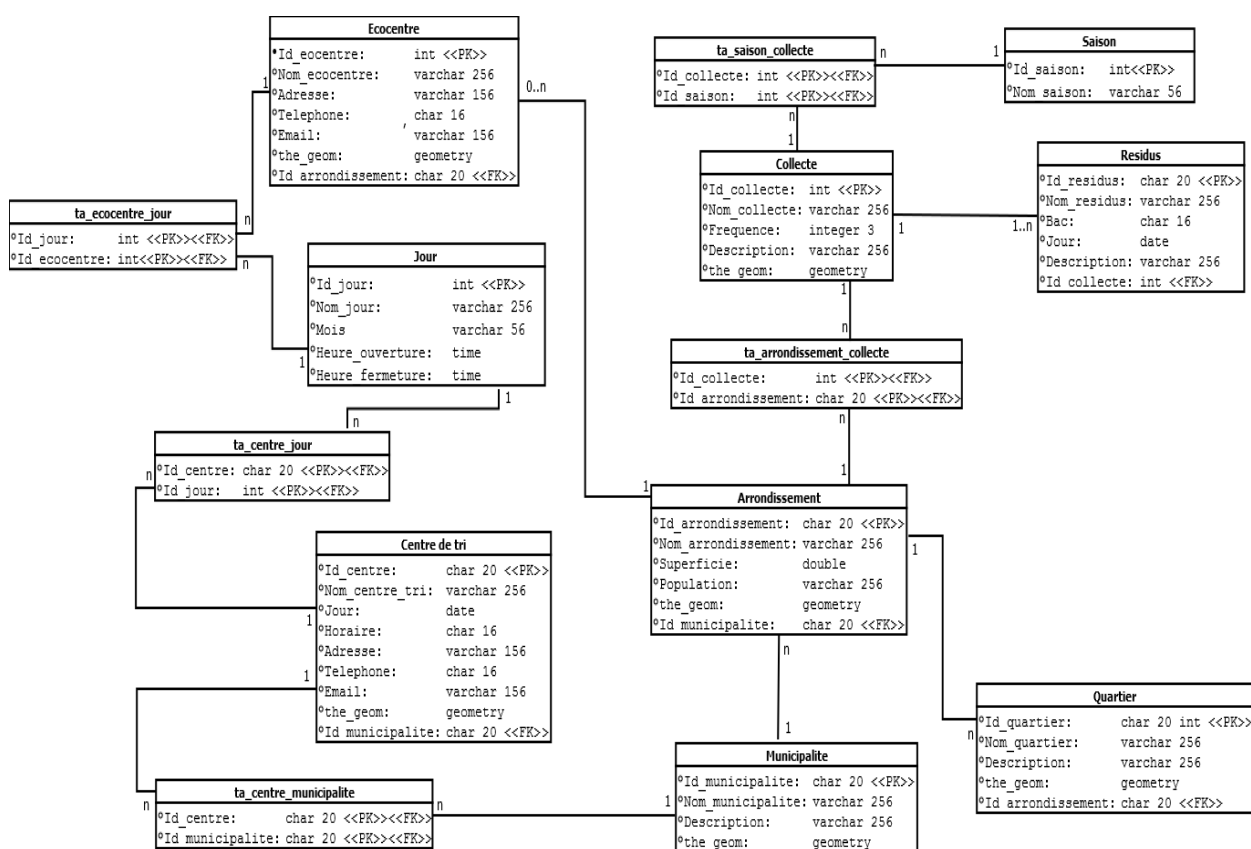 Ecocentre
Id_eocentre: int <<PK>>
Nom_ecocentre: varchar 256
Adresse: varchar 156
Telephone: char 16
Email: , varchar 156
the_geom: geometry
Id arrondissement: char 20 <<FK>>
1
0..n
n
ta_ecocentre_jour
Id_jour: int <<PK>><<FK>>
Id_ecocentre: int<<PK>><<FK>>
n
1
Jour
Id_jour: int <<PK>>
Nom_jour: varchar 256
Mois varchar 56
Heure_ouverture: time
Heure fermeture: time
1
n
ta_centre_jour
Id_centre: char 20 <<PK>><<FK>>
Id jour: int <<PK>><<FK>>
n
1
Centre de tri
Id_centre: char 20 <<PK>>
Nom_centre_tri: varchar 256
Jour: date
Horaire: char 16
Adresse: varchar 156
Telephone: char 16
Email: varchar 156
the_geom: geometry
Id municipalite: char 20 <<FK>>
1
n
ta_centre_municipalite
Id_centre: char 20 <<PK>><<FK>>
Id municipalite: char 20 <<PK>><<FK>>
n
1
ta_saison_collecte
Id_collecte: int <<PK>><<FK>>
Id saison: int <<PK>><<FK>>
n
1
Saison
Id_saison: int<<PK>>
Nom saison: varchar 56
n
1
Collecte
Id_collecte: int <<PK>>
Nom_collecte: varchar 256
Frequence: integer 3
Description: varchar 256
the geom: geometry
1
1..n
Residus
Id_residus: char 20 <<PK>>
Nom_residus: varchar 256
Bac: char 16
Jour: date
Description: varchar 256
Id collecte: int <<FK>>
1
n
ta_arrondissement_collecte
Id_collecte: int <<PK>><<FK>>
Id arrondissement: char 20 <<PK>><<FK>>
n
1
1
Arrondissement
Id_arrondissement: char 20 <<PK>>
Nom_arrondissement: varchar 256
Superficie: double
Population: varchar 256
the_geom: geometry
Id municipalite: char 20 <<FK>>
1
n
n
1
Quartier
Id_quartier: char 20 int <<PK>>
Nom_quartier: varchar 256
Description: varchar 256
the_geom: geometry
Id arrondissement: char 20 <<FK>>
Municipalite
Id_municipalite: char 20 <<PK>>
Nom_municipalite: varchar 256
Description: varchar 256
the geom: geometry